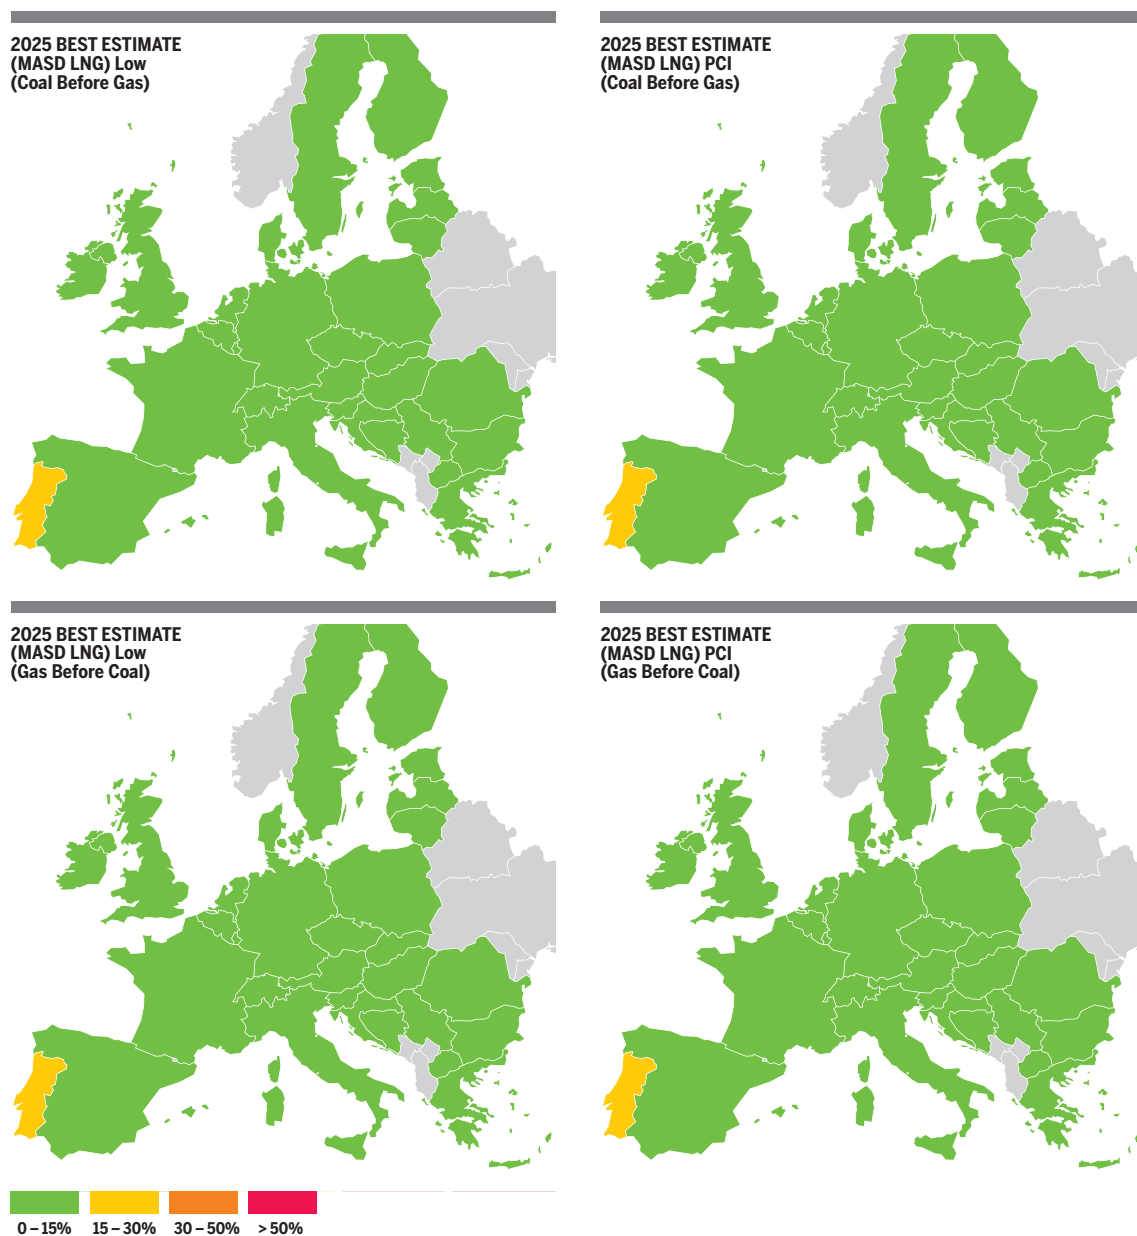 2025 BEST ESTIMATE
(MASD LNG) Low
(Coal Before Gas)
2025 BEST ESTIMATE
(MASD LNG) PCI
(Coal Before Gas)
2025 BEST ESTIMATE
(MASD LNG) Low
(Gas Before Coal)
2025 BEST ESTIMATE
(MASD LNG) PCI
(Gas Before Coal)
0 – 15% 15 – 30% 30 – 50% > 50%